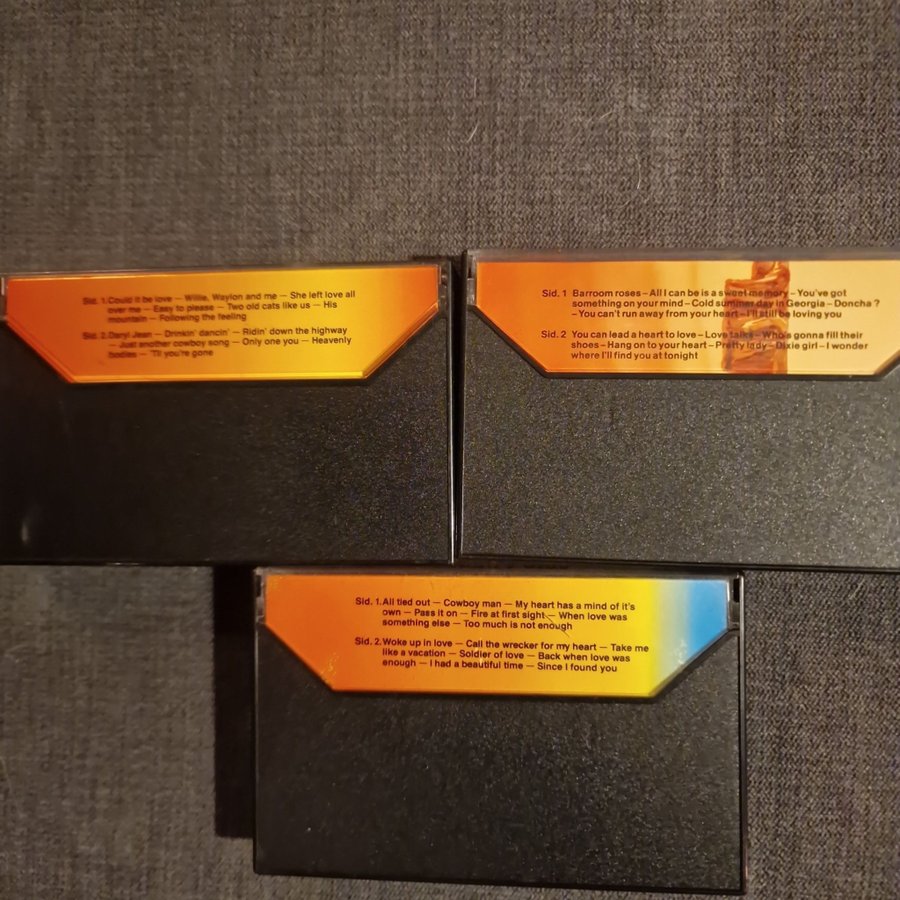 Sid. 1. Could it be love — Willie, Waylon and me — She left love all
over me — Easy to please — Two old cats like us — His
mountain — Following the feeling
Sid. 2. Daryl Jean — Drinkin' dancin' — Ridin' down the highway
— Just another cowboy song — Only one you — Heavenly
bodies — 'Til you're gone
Sid. 1 Barroom roses – All I can be is a sweet memory – You've got
something on your mind – Cold summer day in Georgia – Doncha ?
– You can't run away from your heart – I'll still be loving you
Sid. 2 You can lead a heart to love – Love talks – Who's gonna fill their
shoes – Hang on to your heart – Pretty lady – Dixie girl – I wonder
where I'll find you at tonight
Sid. 1. All tied out — Cowboy man — My heart has a mind of it's
own — Pass it on — Fire at first sight — When love was
something else — Too much is not enough
Sid. 2. Woke up in love — Call the wrecker for my heart — Take me
like a vacation — Soldier of love — Back when love was
enough — I had a beautiful time — Since I found you